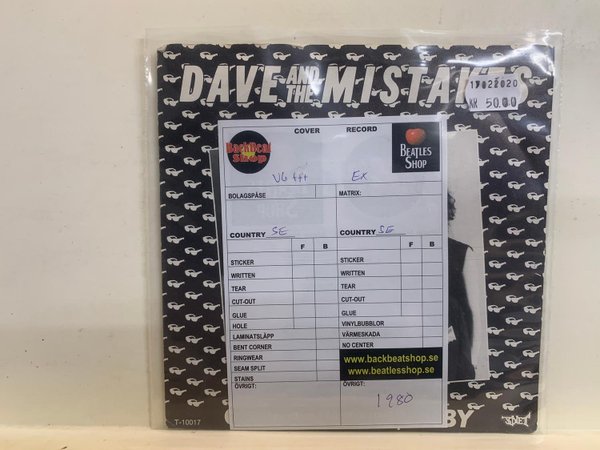 DAVE AND THE MISTAKES
17022020
KR 50.00
COVER RECORD
BackBeat Shop
BEATLES SHOP
VG +++ EX
BOLAGSPÅSE MATRIX:
COUNTRY SE COUNTRY SE
F B F B
STICKER STICKER
WRITTEN WRITTEN
TEAR TEAR
CUT-OUT CUT-OUT
GLUE GLUE
HOLE VINYLBUBBLOR
LAMINATSLÄPP VÄRMESKADA
BENT CORNER NO CENTER
RINGWEAR www.backbeatshop.se
SEAM SPLIT www.beatlesshop.se
STAINS
ÖVRIGT: ÖVRIGT:
1980
BY
T-10017